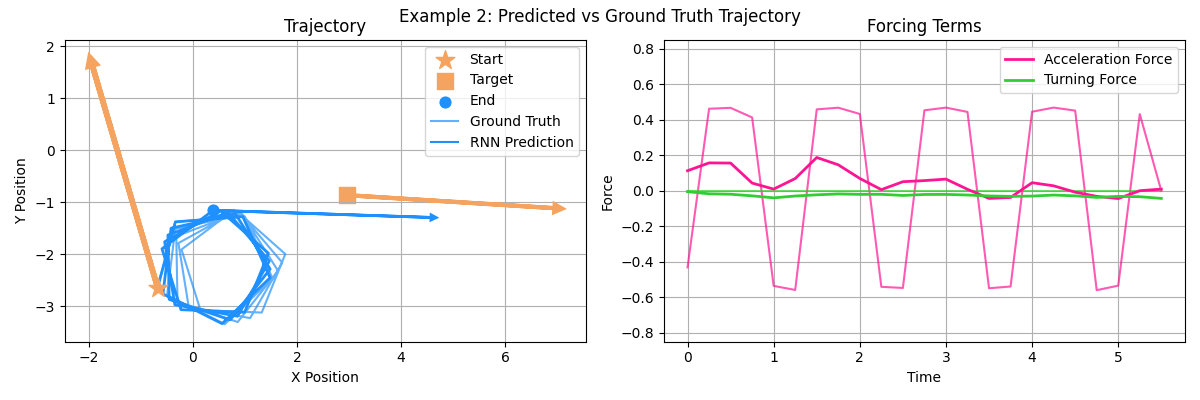 Example 2: Predicted vs Ground Truth Trajectory
Trajectory
Start
Target
End
Ground Truth
RNN Prediction
2
1
0
−1
−2
−3
Y Position
−2
0
2
4
6
X Position
Forcing Terms
Acceleration Force
Turning Force
0.8
0.6
0.4
0.2
0.0
−0.2
−0.4
−0.6
−0.8
Force
0
1
2
3
4
5
Time